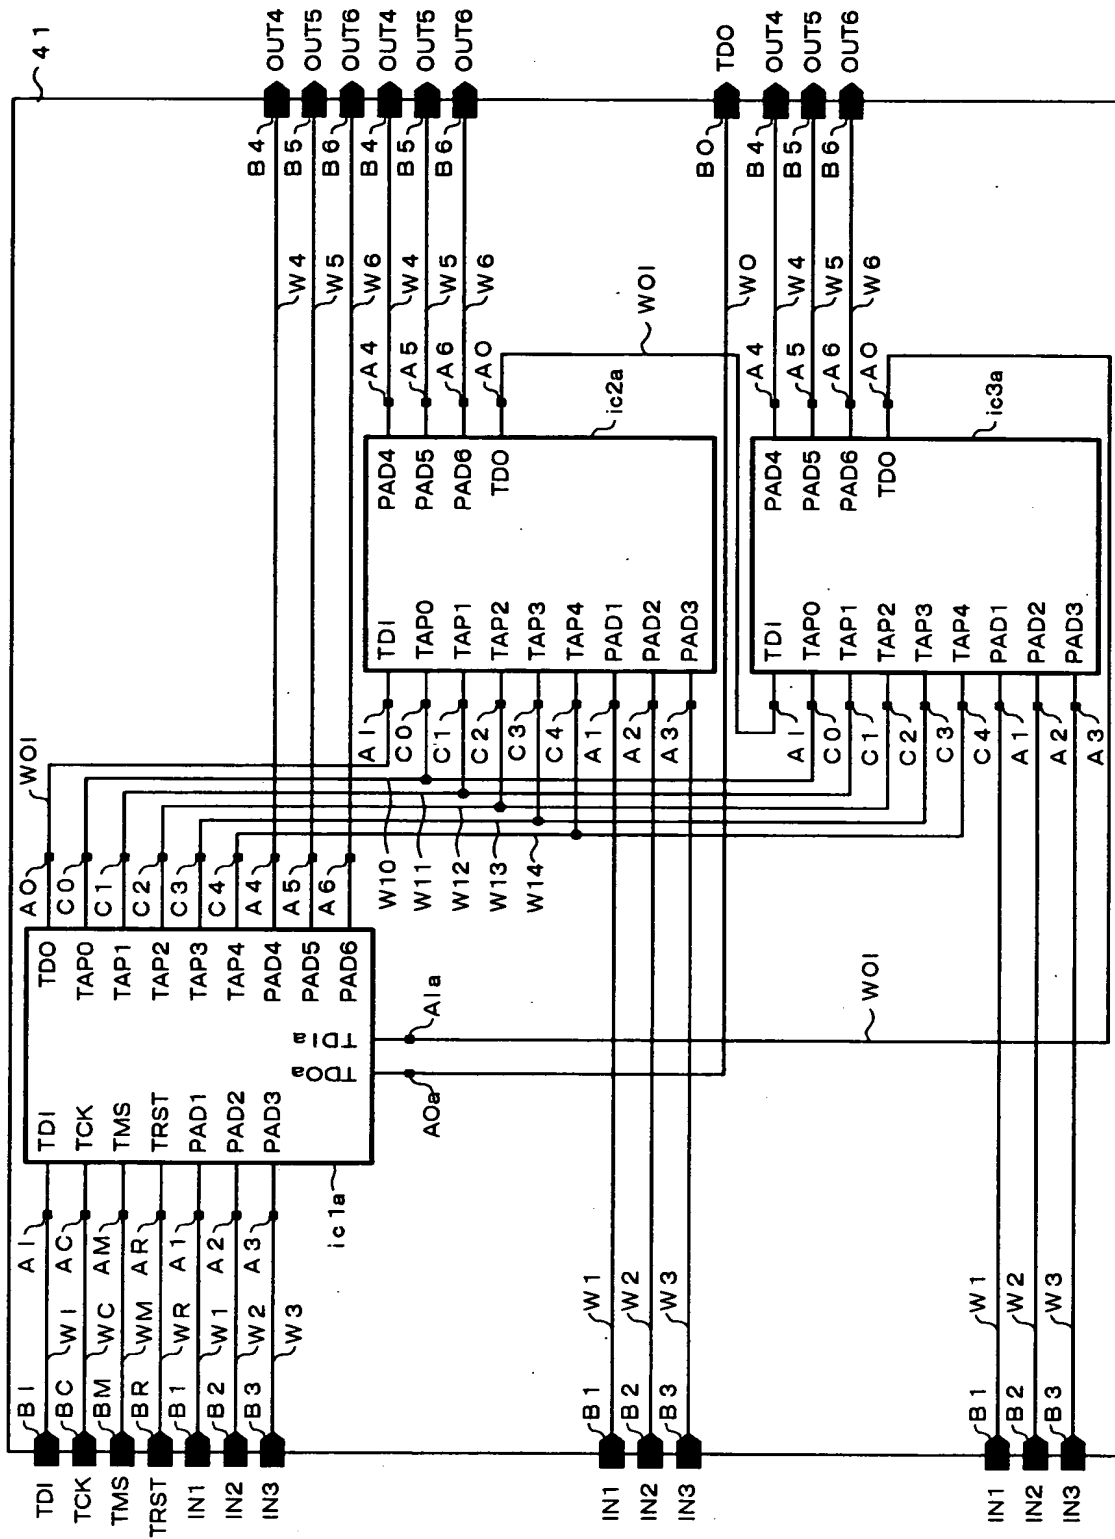 41
TDI
TCK
TMS
TRST
IN1
IN2
IN3
BI
BC
BM
BR
B1
B2
B3
WI
WC
WM
WR
W1
W2
W3
AI
AC
AM
AR
A1
A2
A3
TDI
TCK
TMS
TRST
PAD1
PAD2
PAD3
TDO
TAP0
TAP1
TAP2
TAP3
TAP4
PAD4
PAD5
PAD6
TDOa
TDIa
ic1a
AOa
AIa
AO
C0
C1
C2
C3
C4
A4
A5
A6
WOI
W10
W11
W12
W13
W14
W4
W5
W6
B4
B5
B6
OUT4
OUT5
OUT6
IN1
IN2
IN3
B1
B2
B3
W1
W2
W3
AI
C0
C1
C2
C3
C4
A1
A2
A3
TDI
TAP0
TAP1
TAP2
TAP3
TAP4
PAD1
PAD2
PAD3
PAD4
PAD5
PAD6
TDO
ic2a
A4
A5
A6
AO
W4
W5
W6
WOI
B4
B5
B6
OUT4
OUT5
OUT6
WO
BO
TDO
IN1
IN2
IN3
B1
B2
B3
W1
W2
W3
WOI
AI
C0
C1
C2
C3
C4
A1
A2
A3
TDI
TAP0
TAP1
TAP2
TAP3
TAP4
PAD1
PAD2
PAD3
PAD4
PAD5
PAD6
TDO
ic3a
A4
A5
A6
AO
W4
W5
W6
B4
B5
B6
OUT4
OUT5
OUT6